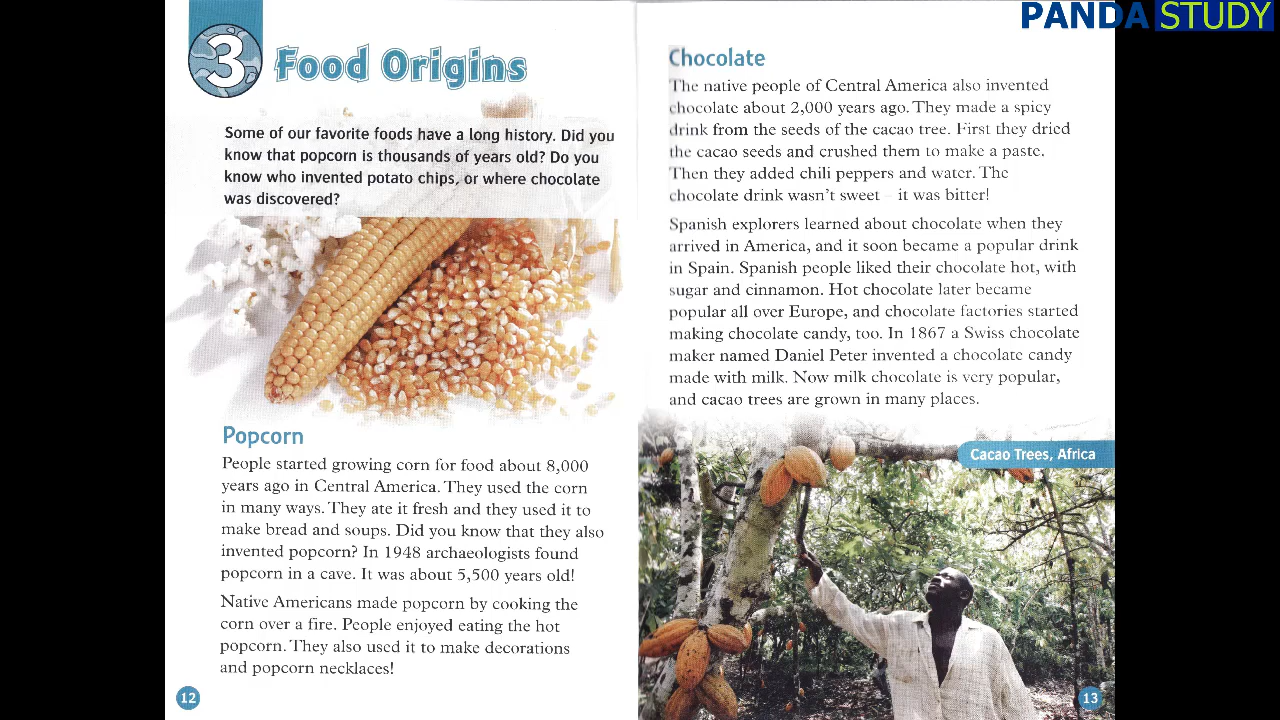 PANDA STUDY
3
Food Origins
Some of our favorite foods have a long history. Did you
know that popcorn is thousands of years old? Do you
know who invented potato chips, or where chocolate
was discovered?
Popcorn
People started growing corn for food about 8,000
years ago in Central America. They used the corn
in many ways. They ate it fresh and they used it to
make bread and soups. Did you know that they also
invented popcorn? In 1948 archaeologists found
popcorn in a cave. It was about 5,500 years old!
Native Americans made popcorn by cooking the
corn over a fire. People enjoyed eating the hot
popcorn. They also used it to make decorations
and popcorn necklaces!
12
Chocolate
The native people of Central America also invented
chocolate about 2,000 years ago. They made a spicy
drink from the seeds of the cacao tree. First they dried
the cacao seeds and crushed them to make a paste.
Then they added chili peppers and water. The
chocolate drink wasn't sweet – it was bitter!
Spanish explorers learned about chocolate when they
arrived in America, and it soon became a popular drink
in Spain. Spanish people liked their chocolate hot, with
sugar and cinnamon. Hot chocolate later became
popular all over Europe, and chocolate factories started
making chocolate candy, too. In 1867 a Swiss chocolate
maker named Daniel Peter invented a chocolate candy
made with milk. Now milk chocolate is very popular,
and cacao trees are grown in many places.
Cacao Trees, Africa
13